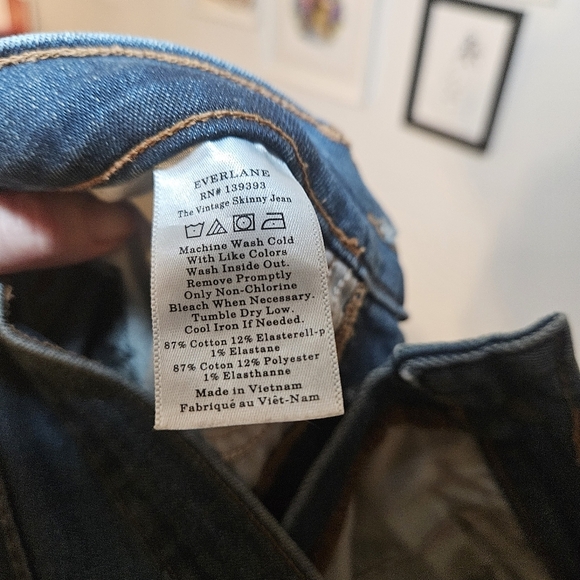 EVERLANE
RN# 139393
The Vintage Skinny Jean
Machine Wash Cold
With Like Colors
Wash Inside Out.
Remove Promptly
Only Non-Chlorine
Bleach When Necessary.
Tumble Dry Low.
Cool Iron If Needed.
87% Cotton 12% Elasterell-p
1% Elastane
87% Coton 12% Polyester
1% Elasthanne
Made in Vietnam
Fabriqué au Viêt-Nam